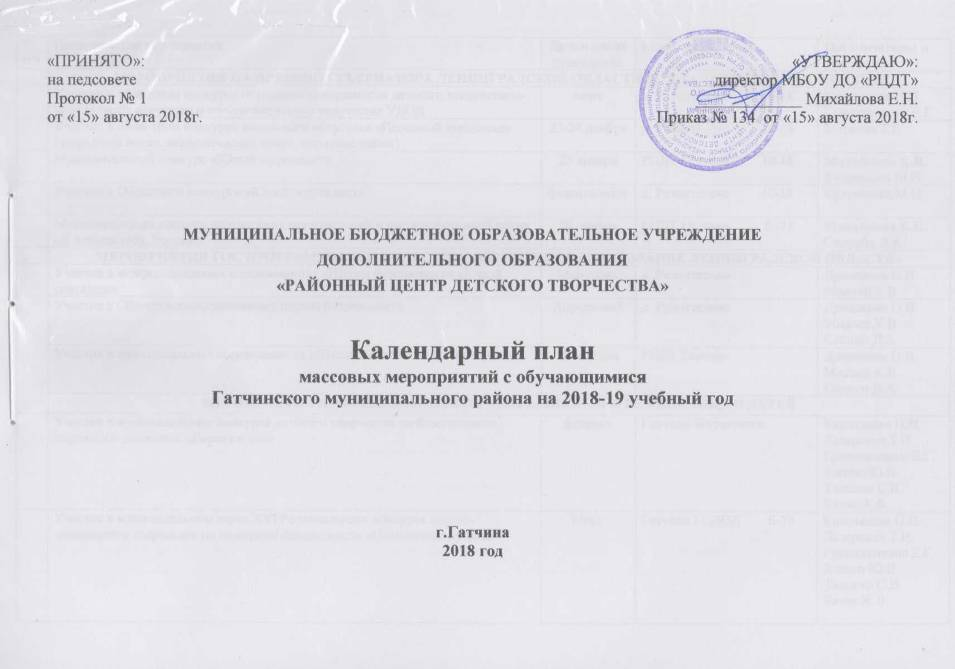 «ПРИНЯТО»:
на педсовете
Протокол № 1
от «15» августа 2018г.
«УТВЕРЖДАЮ»:
директор МБОУ ДО «РЦДТ»
Михайлова Е.Н.
Приказ № 134 от «15» августа 2018г.
МУНИЦИПАЛЬНОЕ БЮДЖЕТНОЕ ОБРАЗОВАТЕЛЬНОЕ УЧРЕЖДЕНИЕ
ДОПОЛНИТЕЛЬНОГО ОБРАЗОВАНИЯ
«РАЙОННЫЙ ЦЕНТР ДЕТСКОГО ТВОРЧЕСТВА»
Календарный план
массовых мероприятий с обучающимися
Гатчинского муниципального района на 2018-19 учебный год
г.Гатчина
2018 год